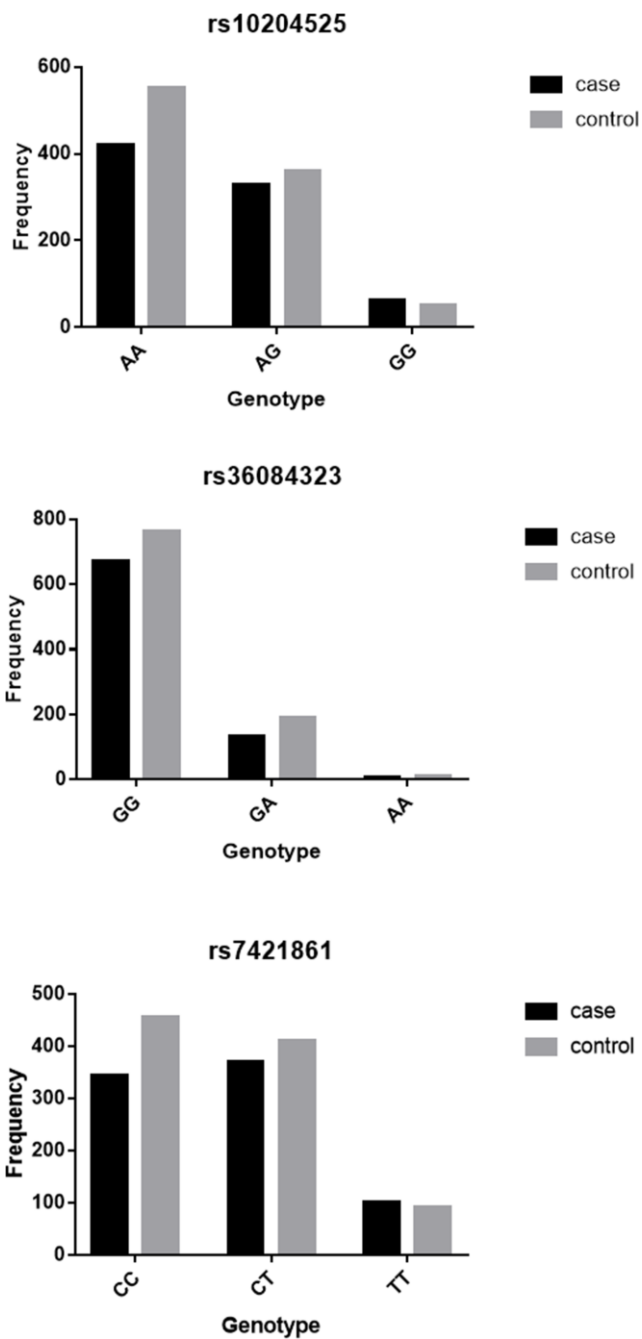 rs10204525
600
400
200
0
Frequency
AA
AG
GG
Genotype
case
control
rs36084323
800
600
400
200
0
Frequency
GG
GA
AA
Genotype
case
control
rs7421861
500
400
300
200
100
0
Frequency
CC
CT
TT
Genotype
case
control